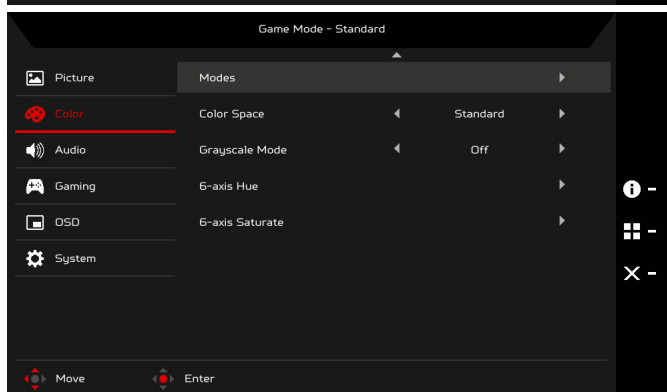 Game Mode - Standard
Picture
Modes
Color
Color Space Standard
Audio
Grayscale Mode Off
Gaming
6-axis Hue
OSD
6-axis Saturate
System
Move Enter